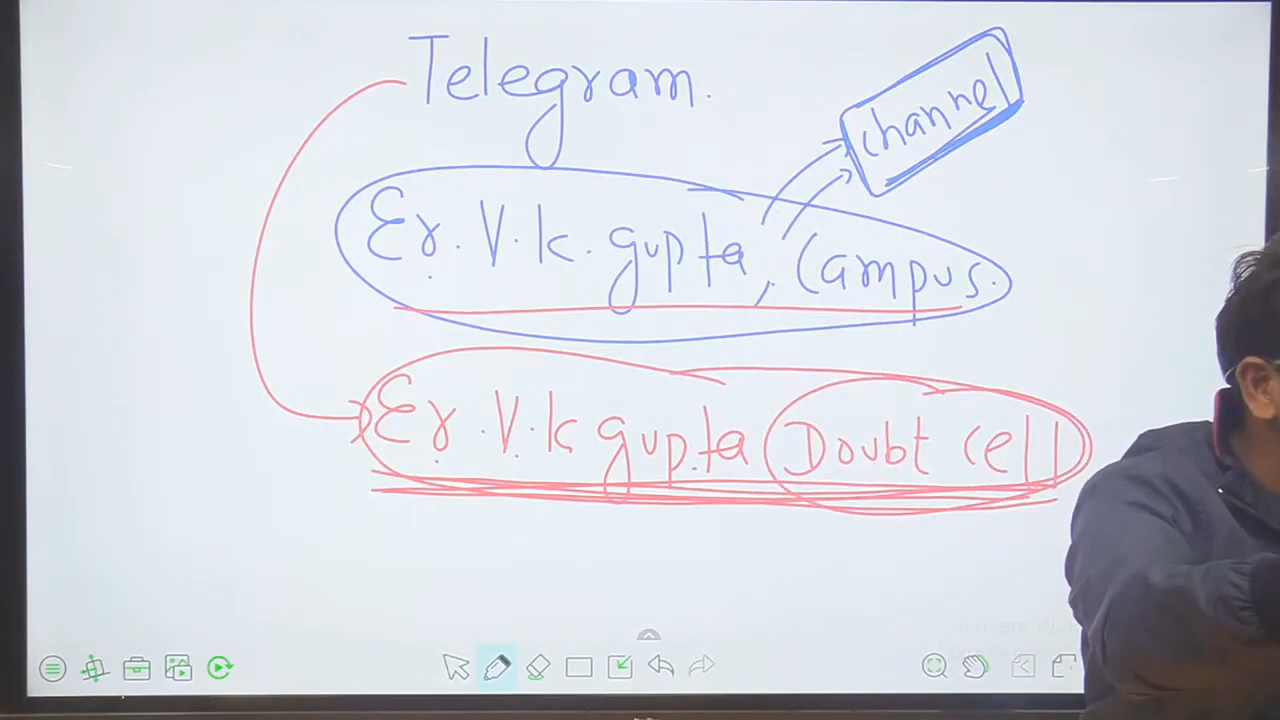 Telegram.
channel
Er. V. K. gupta, Campus.
Er. V. K gupta Doubt Cell